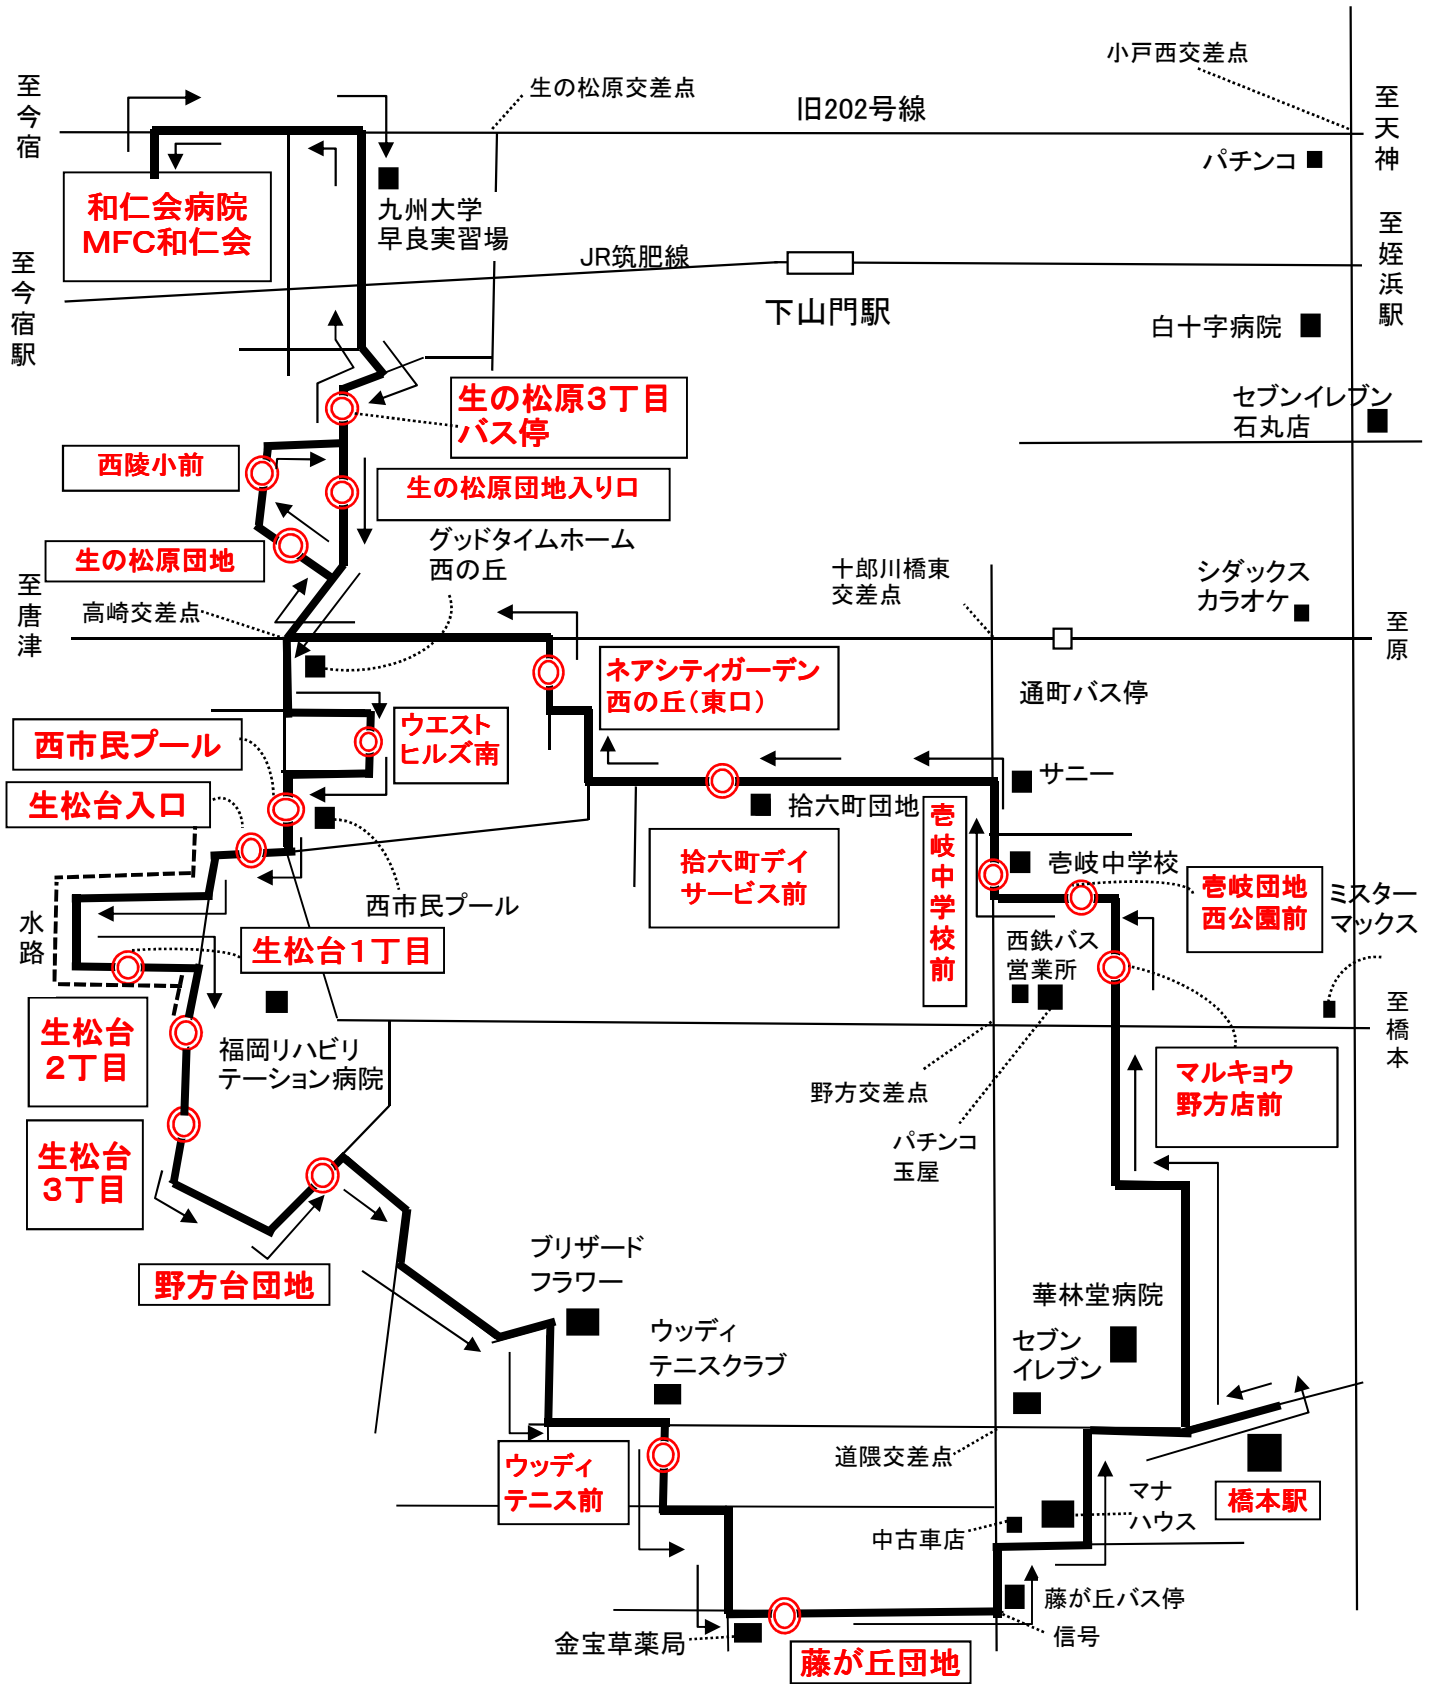 小戸西交差点
至今宿
生の松原交差点
旧202号線
至天神
パチンコ
和仁会病院
MFC和仁会
九州大学
早良実習場
至今宿駅
JR筑肥線
至姪浜駅
下山門駅
白十字病院
生の松原3丁目
バス停
セブンイレブン
石丸店
西陵小前
生の松原団地入り口
グッドタイムホーム
西の丘
生の松原団地
至唐津
高崎交差点
十郎川橋東
交差点
シダックス
カラオケ
至原
ネアシティガーデン
西の丘(東口)
通町バス停
西市民プール
ウエスト
ヒルズ南
サニー
生松台入口
拾六町団地
壱岐中学校前
拾六町デイ
サービス前
壱岐中学校
壱岐団地
西公園前
ミスター
マックス
西市民プール
水路
生松台1丁目
西鉄バス
営業所
至橋本
生松台
2丁目
福岡リハビリ
テーション病院
野方交差点
マルキョウ
野方店前
パチンコ
玉屋
生松台
3丁目
野方台団地
ブリザード
フラワー
華林堂病院
ウッディ
テニスクラブ
セブン
イレブン
ウッディ
テニス前
道隈交差点
橋本駅
マナ
ハウス
中古車店
藤が丘バス停
金宝草薬局
信号
藤が丘団地